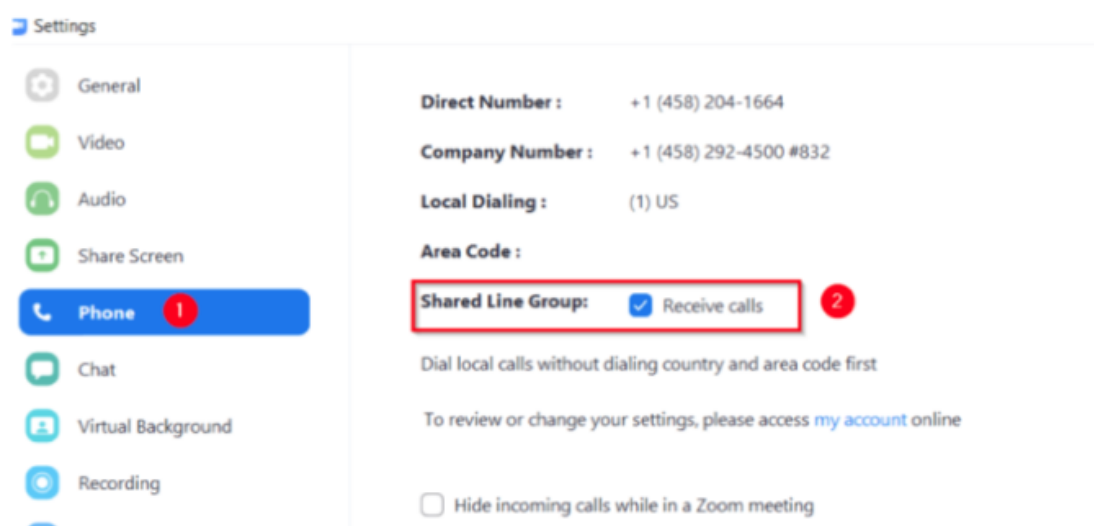 Settings
General
Video
Audio
Share Screen
Phone 1
Chat
Virtual Background
Recording
Direct Number : +1 (458) 204-1664
Company Number : +1 (458) 292-4500 #832
Local Dialing : (1) US
Area Code :
Shared Line Group: Receive calls 2
Dial local calls without dialing country and area code first
To review or change your settings, please access my account online
Hide incoming calls while in a Zoom meeting